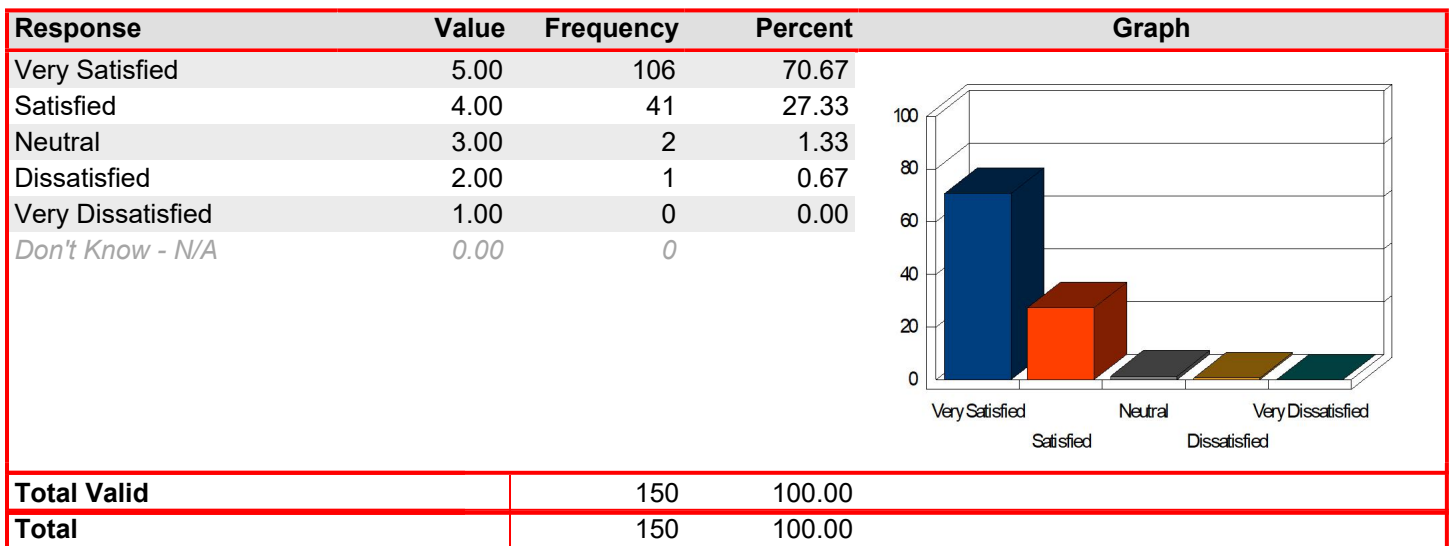 Response Value Frequency Percent Graph
Very Satisfied 5.00 106 70.67
Satisfied 4.00 41 27.33
Neutral 3.00 2 1.33
Dissatisfied 2.00 1 0.67
Very Dissatisfied 1.00 0 0.00
Don't Know - N/A 0.00 0
100
80
60
40
20
0
Very Satisfied Neutral Very Dissatisfied
Satisfied Dissatisfied
Total Valid 150 100.00
Total 150 100.00